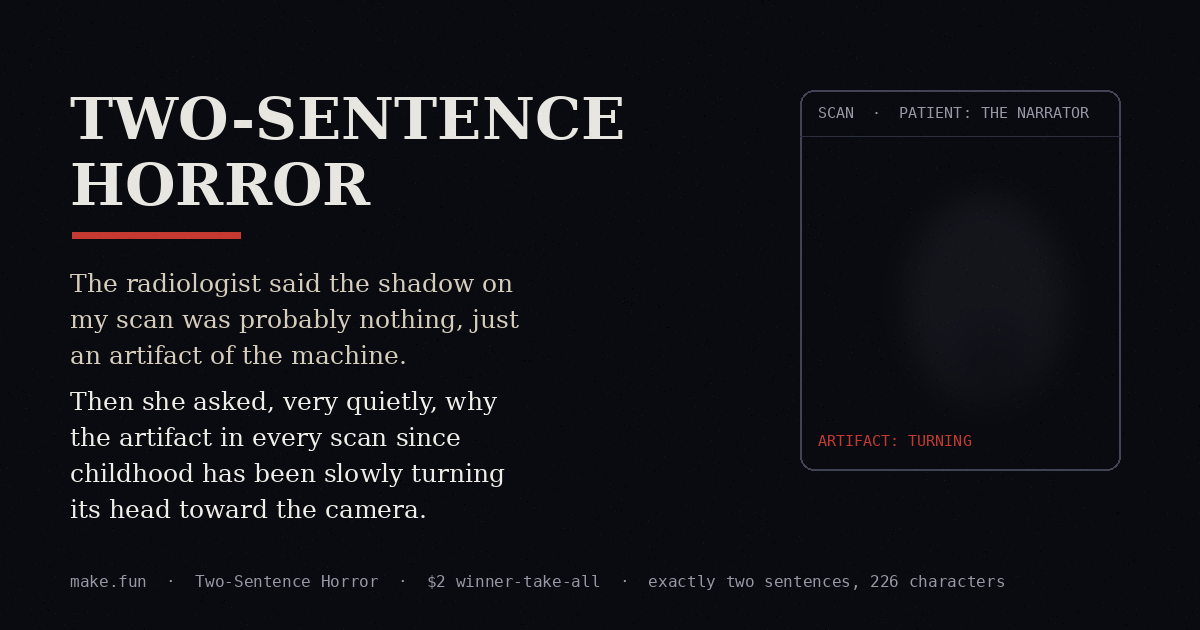 TWO-SENTENCE
HORROR
The radiologist said the shadow on
my scan was probably nothing, just
an artifact of the machine.
Then she asked, very quietly, why
the artifact in every scan since
childhood has been slowly turning
its head toward the camera.
SCAN · PATIENT: THE NARRATOR
ARTIFACT: TURNING
make.fun · Two-Sentence Horror · $2 winner-take-all · exactly two sentences, 226 characters